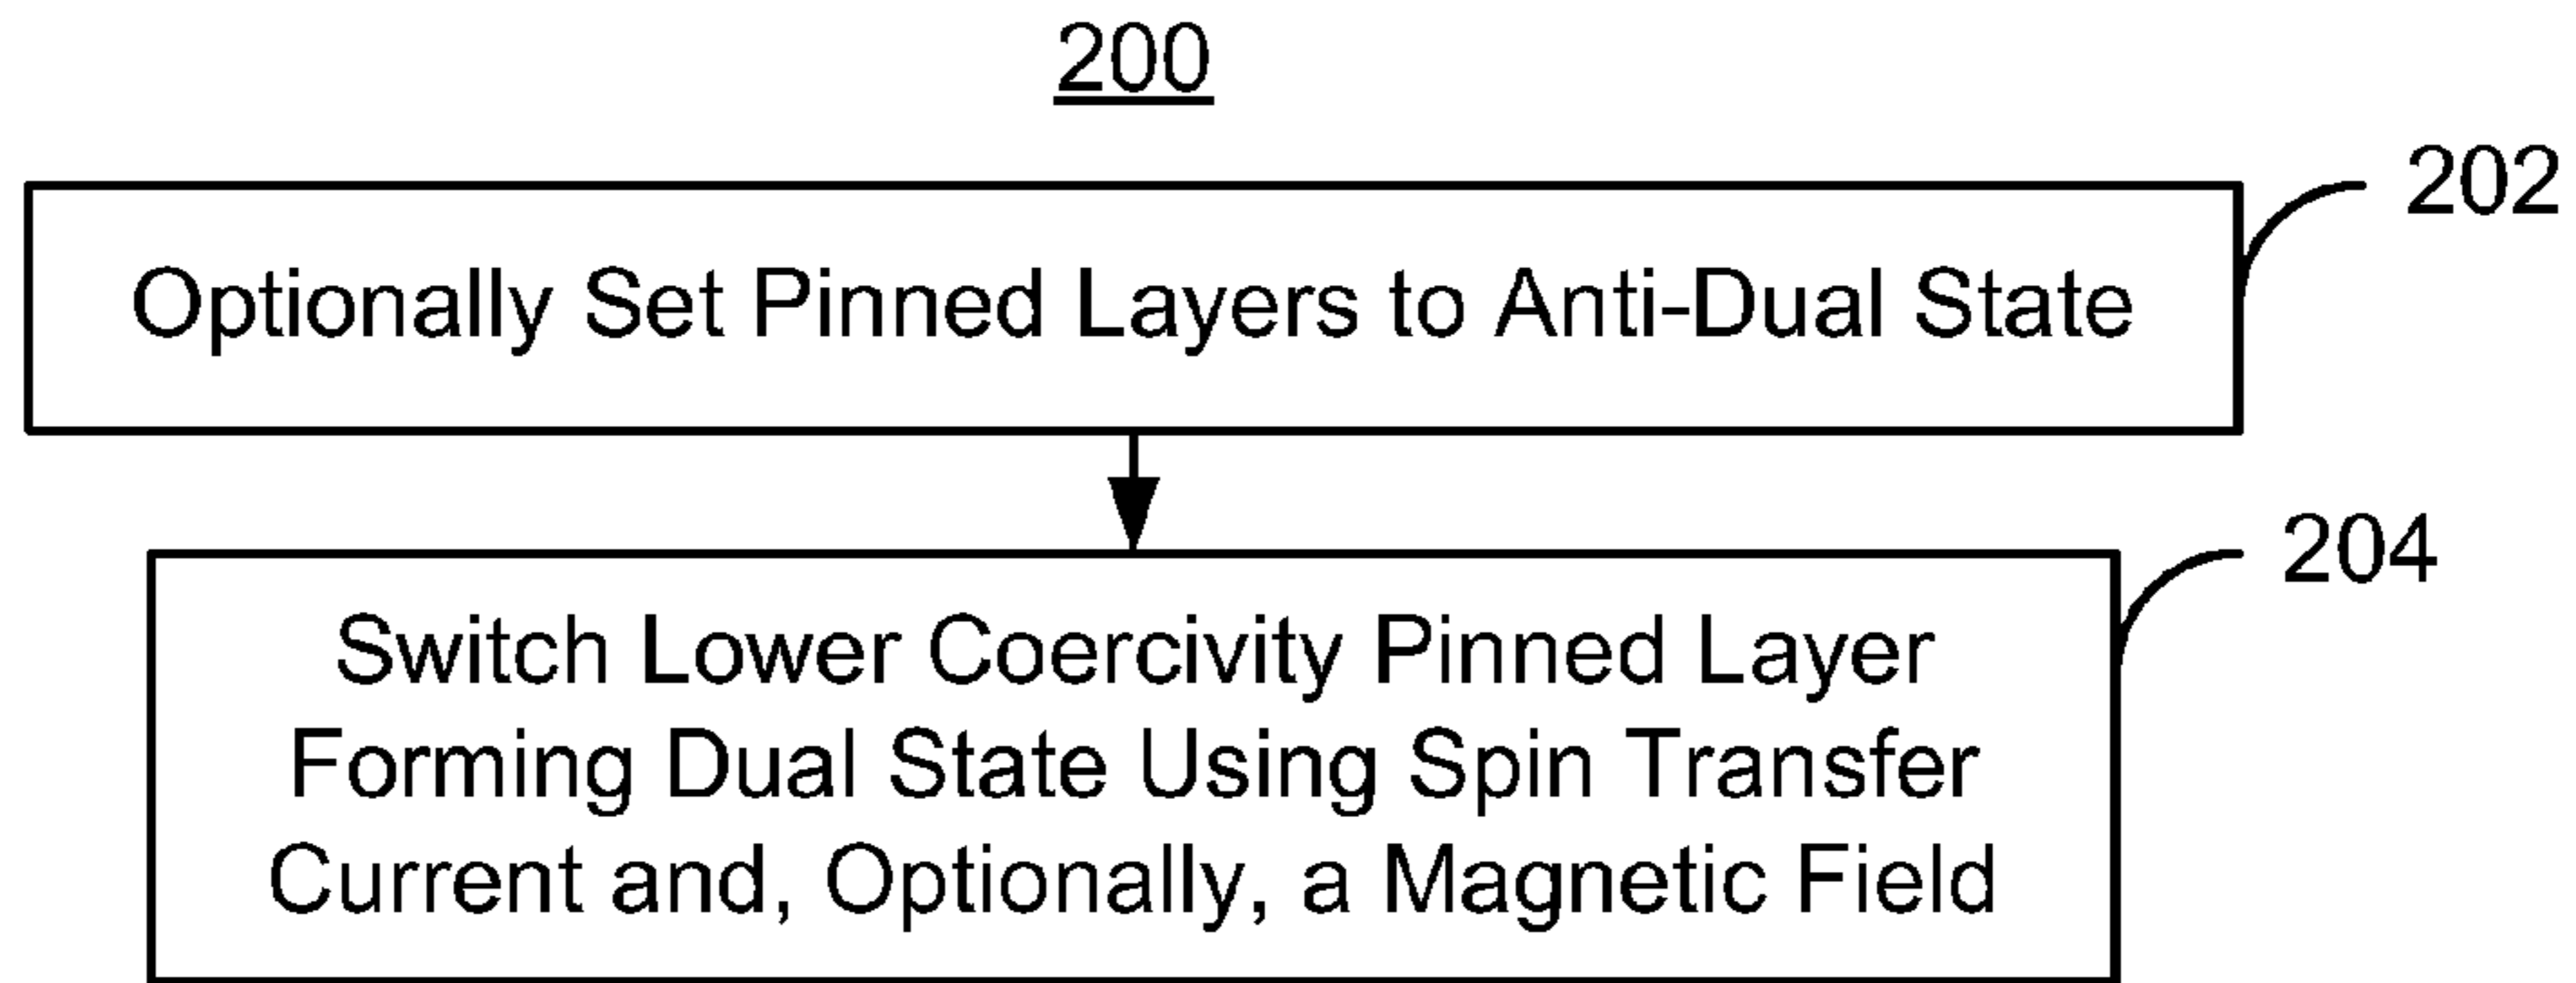 200
202
Optionally Set Pinned Layers to Anti-Dual State
204
Switch Lower Coercivity Pinned Layer
Forming Dual State Using Spin Transfer
Current and, Optionally, a Magnetic Field